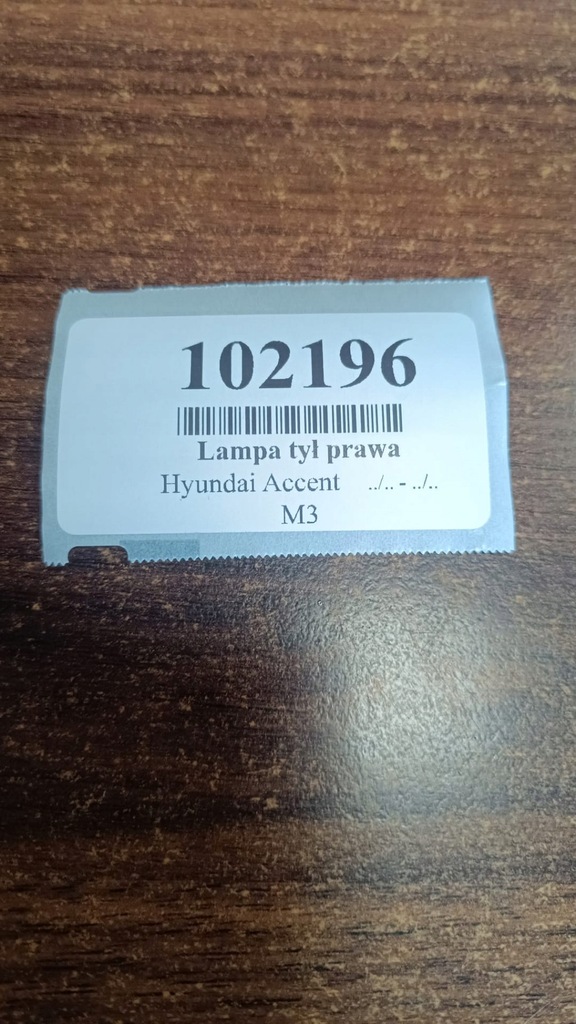 102196
Lampa tył prawa
Hyundai Accent ../.. - ../..
M3